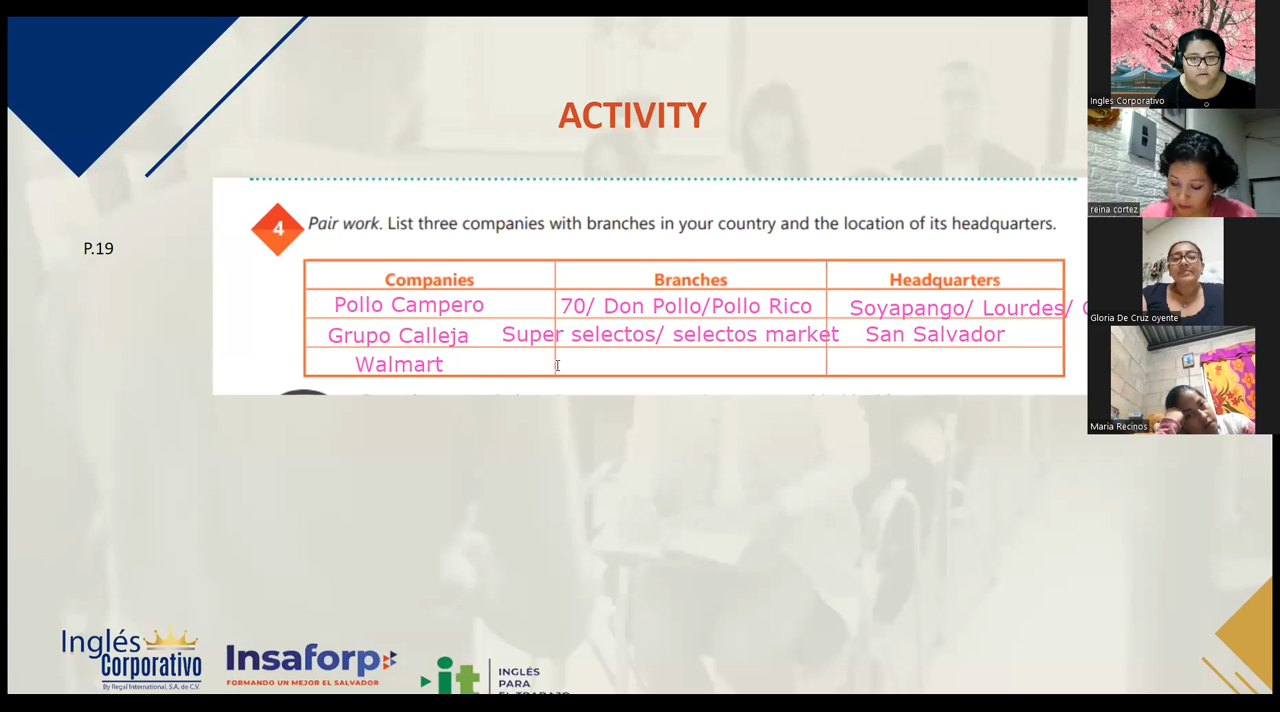 ACTIVITY
4 Pair work. List three companies with branches in your country and the location of its headquarters.
P.19
Companies Branches Headquarters
Pollo Campero 70/ Don Pollo/Pollo Rico Soyapango/ Lourdes/
Grupo Calleja Super selectos/ selectos market San Salvador
Walmart
Ingles Corporativo
reina cortez
Gloria De Cruz oyente
Maria Recinos
Inglés
Corporativo
By Regal International, S.A. de C.V.
Insaforp
FORMANDO UN MEJOR EL SALVADOR
it
INGLÉS
PARA
EL TRABAJO